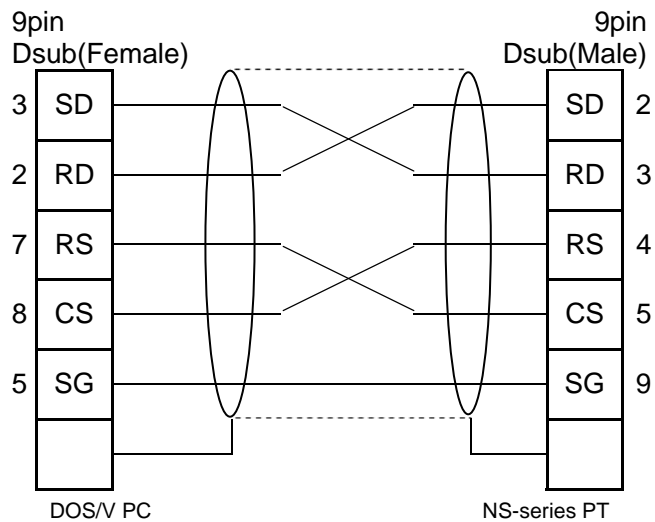 9pin
Dsub(Female)
9pin
Dsub(Male)
3 SD SD 2
2 RD RD 3
7 RS RS 4
8 CS CS 5
5 SG SG 9
DOS/V PC
NS-series PT